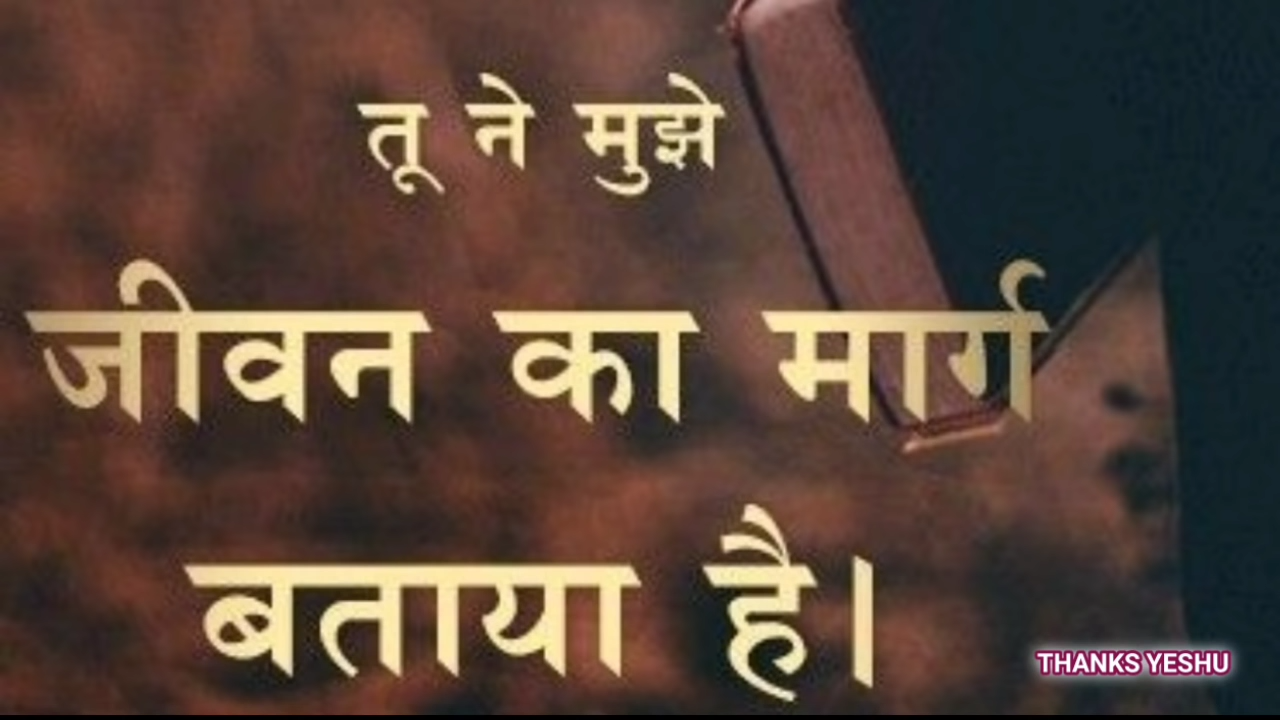 तू ने मुझे
जीवन का मार्ग
बताया है।
THANKS YESHU